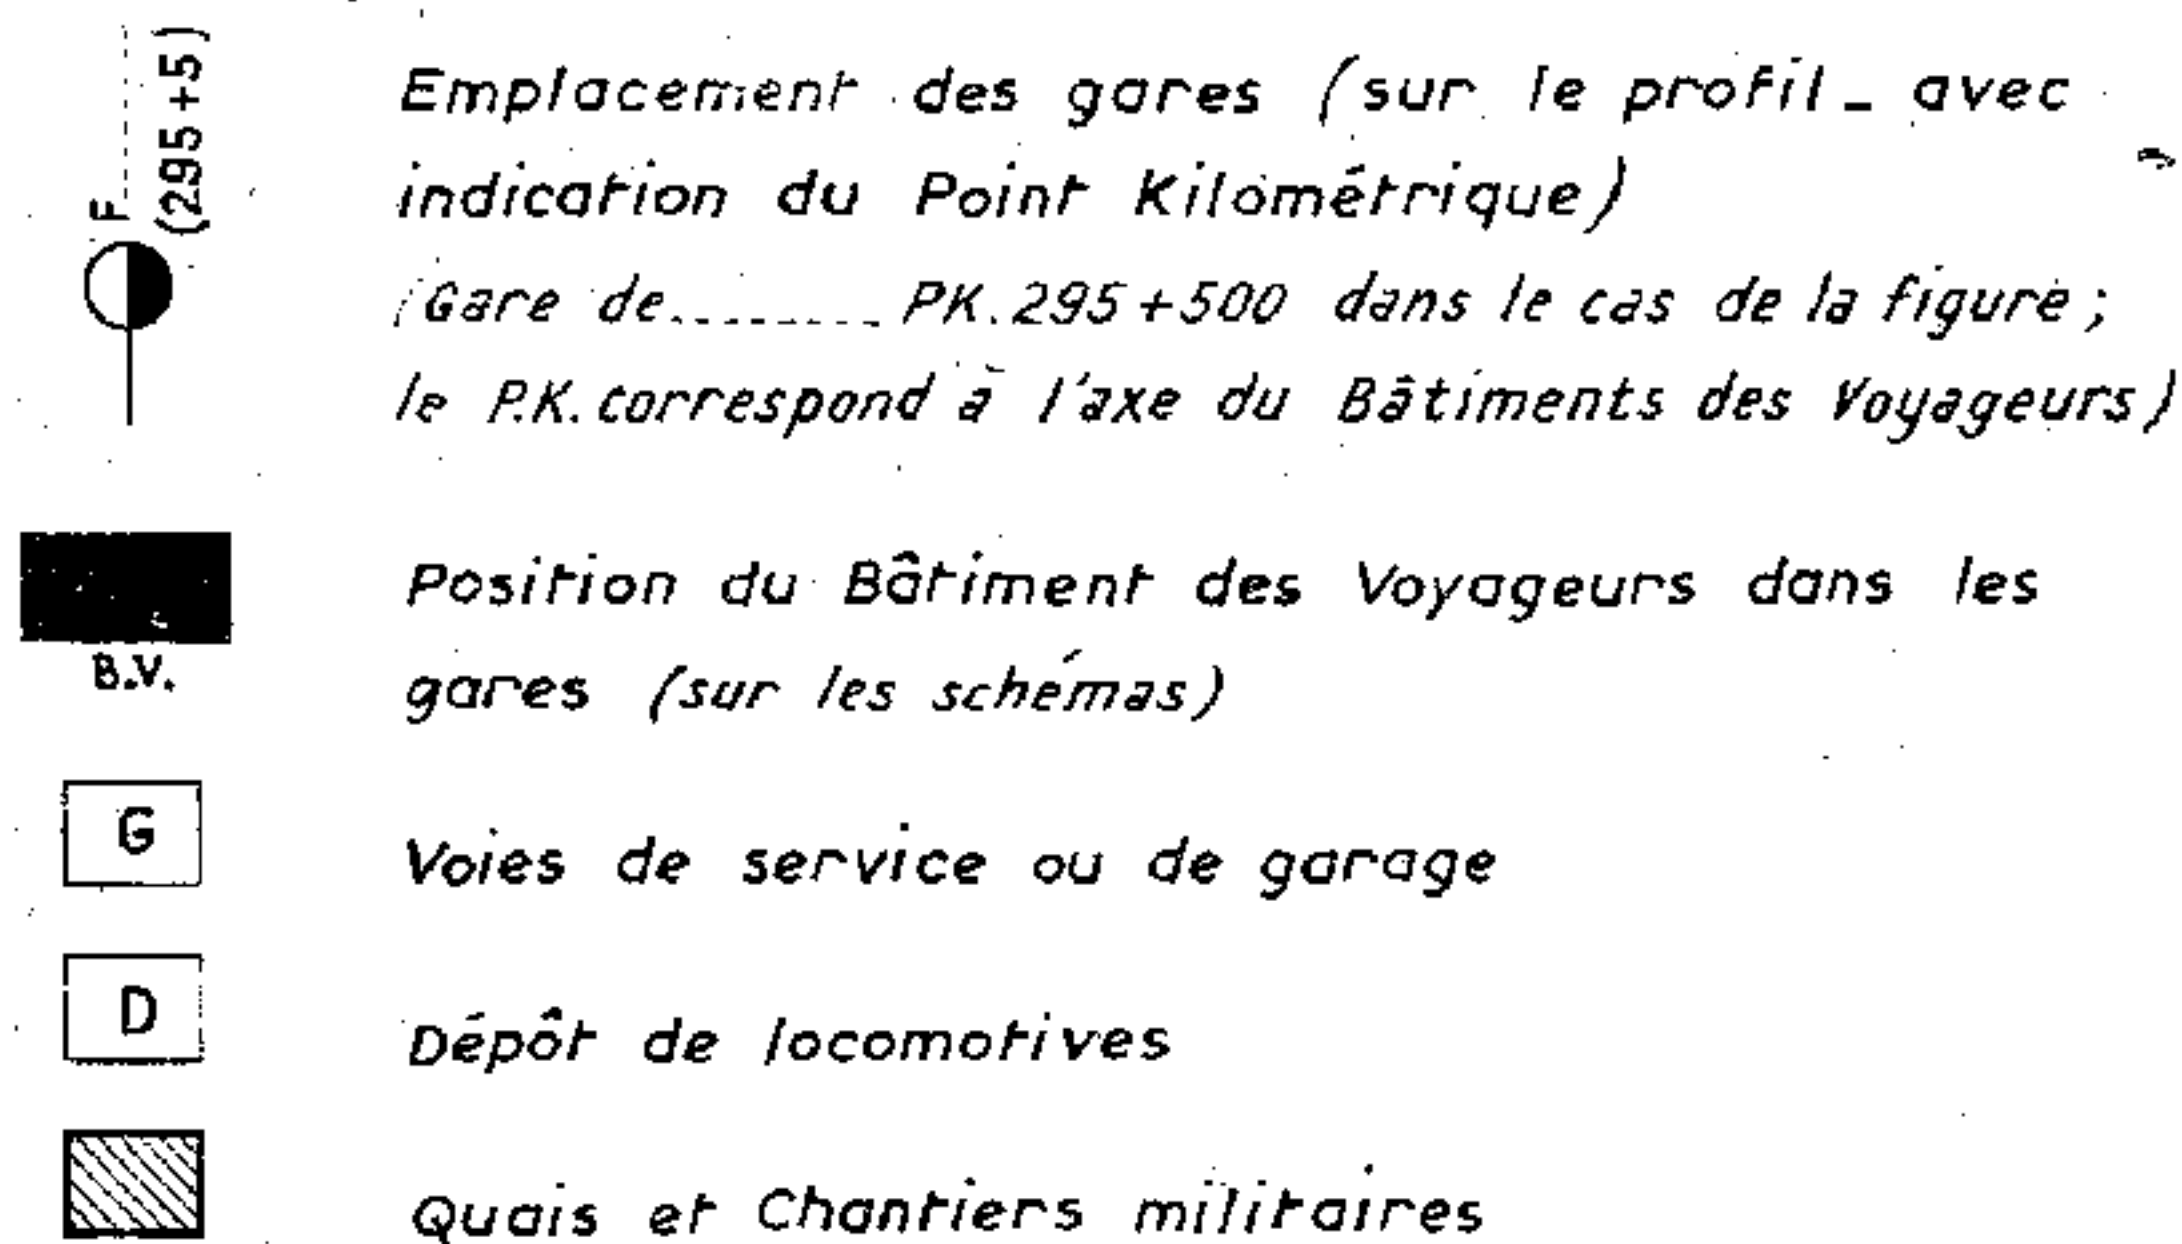 F
(295+5)
Emplacement des gares (sur le profil _ avec
indication du Point Kilométrique)
(Gare de......... PK.295+500 dans le cas de la figure ;
le P.K. correspond à l'axe du Bâtiments des Voyageurs)
B.V.
Position du Bâtiment des Voyageurs dans les
gares (sur les schémas)
G
Voies de service ou de garage
D
Dépôt de locomotives
Quais et Chantiers militaires